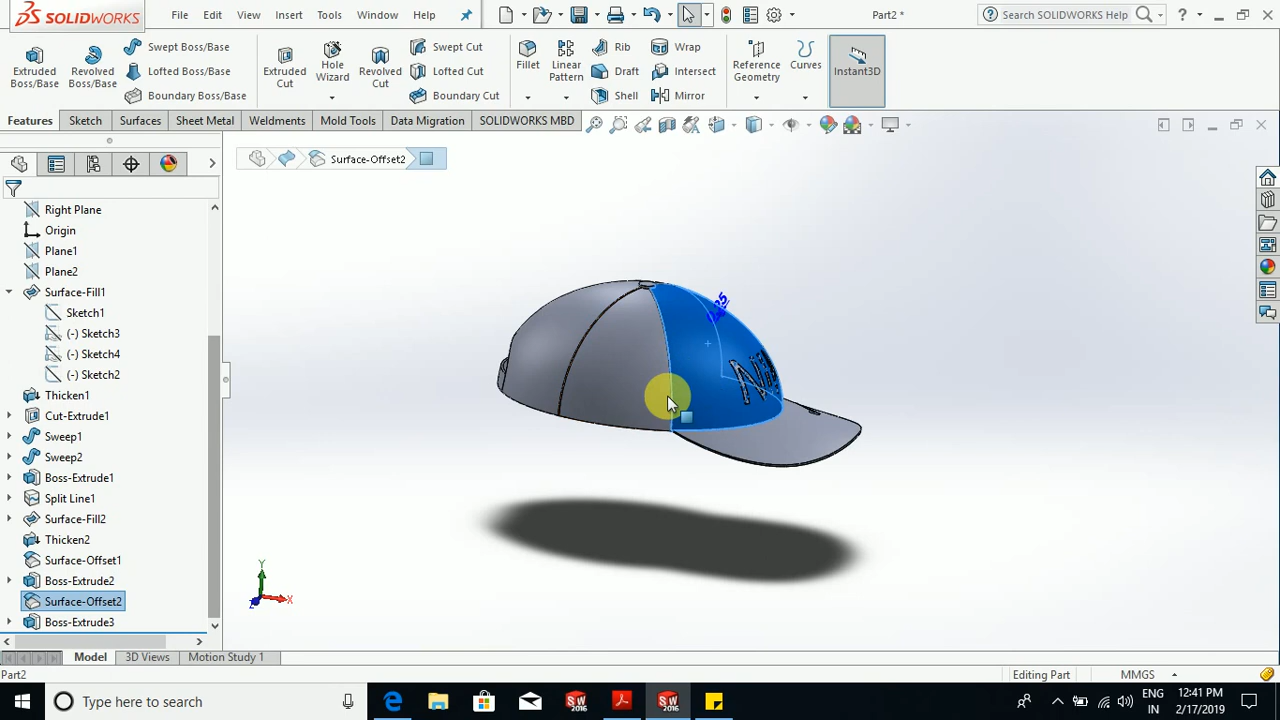 SOLIDWORKS File Edit View Insert Tools Window Help Part2 * Search SOLIDWORKS Help ?
Extruded Boss/Base
Revolved Boss/Base
Swept Boss/Base
Lofted Boss/Base
Boundary Boss/Base
Extruded Cut
Hole Wizard
Revolved Cut
Swept Cut
Lofted Cut
Boundary Cut
Fillet
Linear Pattern
Rib
Draft
Shell
Wrap
Intersect
Mirror
Reference Geometry
Curves
Instant3D
Features Sketch Surfaces Sheet Metal Weldments Mold Tools Data Migration SOLIDWORKS MBD
Surface-Offset2
Right Plane
Origin
Plane1
Plane2
Surface-Fill1
Sketch1
(-) Sketch3
(-) Sketch4
(-) Sketch2
Thicken1
Cut-Extrude1
Sweep1
Sweep2
Boss-Extrude1
Split Line1
Surface-Fill2
Thicken2
Surface-Offset1
Boss-Extrude2
Surface-Offset2
Boss-Extrude3
Y
X
Z
Model 3D Views Motion Study 1
Part2 Editing Part MMGS
Type here to search
SW 2016
SW 2016
ENG
IN
12:41 PM
2/17/2019